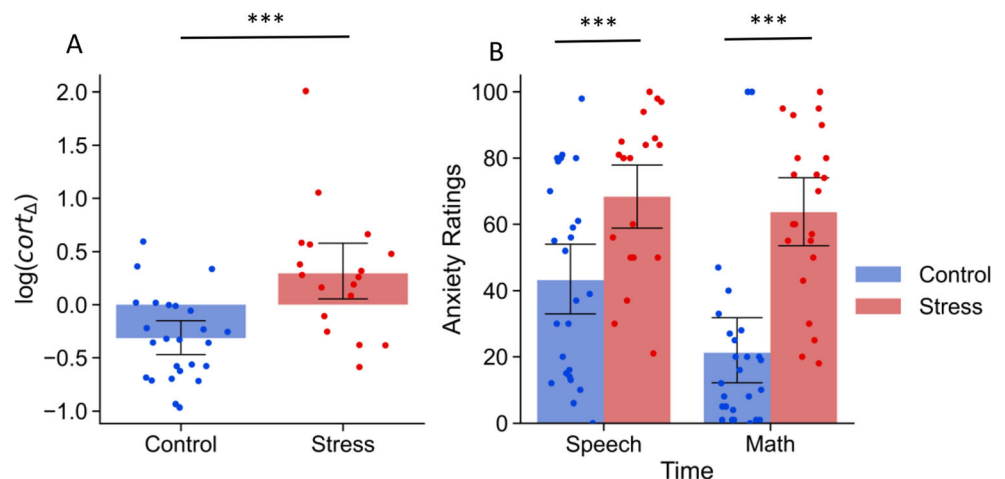 ***
A
log(cort∆)
2.0
1.5
1.0
0.5
0.0
−0.5
−1.0
Control
Stress
*** ***
B
Anxiety Ratings
100
80
60
40
20
0
Speech
Math
Time
Control
Stress